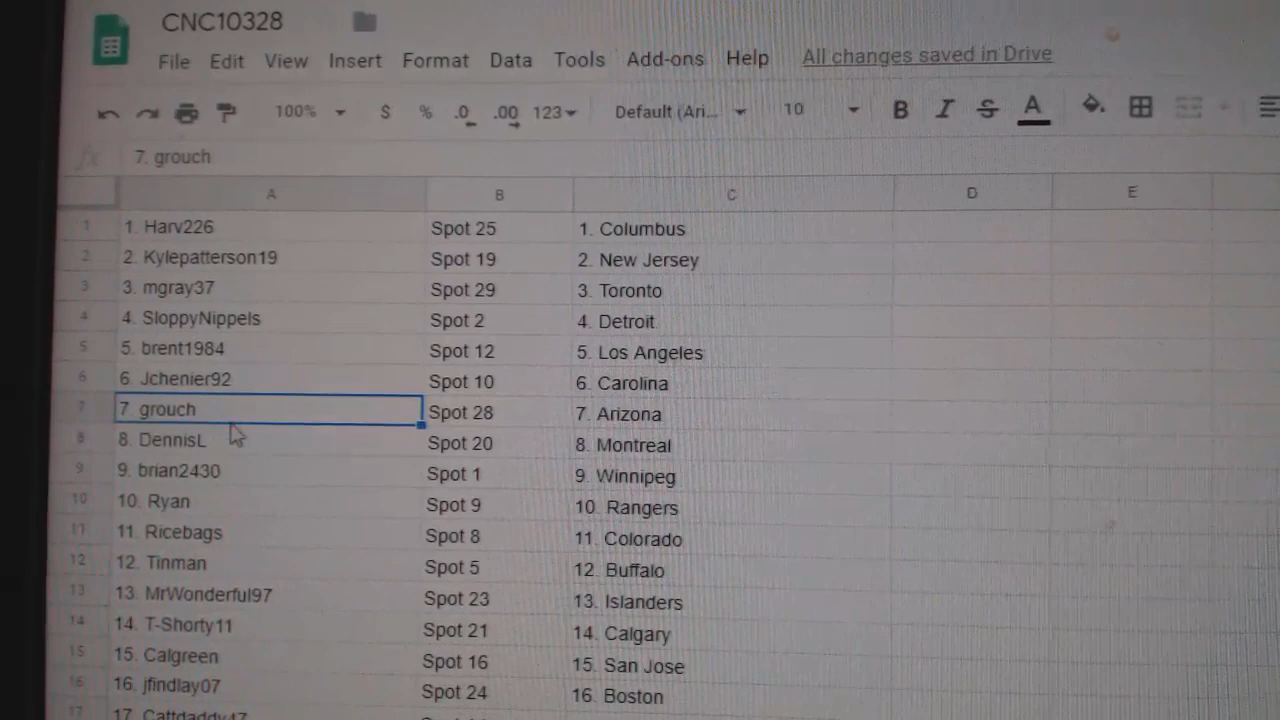 CNC10328
File Edit View Insert Format Data Tools Add-ons Help All changes saved in Drive
100% $ % .0 .00 123 Default (Ari... 10 B I S A
fx 7. grouch
A B C D E
1 1. Harv226 Spot 25 1. Columbus
2 2. Kylepatterson19 Spot 19 2. New Jersey
3 3. mgray37 Spot 29 3. Toronto
4 4. SloppyNippels Spot 2 4. Detroit
5 5. brent1984 Spot 12 5. Los Angeles
6 6. Jchenier92 Spot 10 6. Carolina
7 7. grouch Spot 28 7. Arizona
8 8. DennisL Spot 20 8. Montreal
9 9. brian2430 Spot 1 9. Winnipeg
10 10. Ryan Spot 9 10. Rangers
11 11. Ricebags Spot 8 11. Colorado
12 12. Tinman Spot 5 12. Buffalo
13 13. MrWonderful97 Spot 23 13. Islanders
14 14. T-Shorty11 Spot 21 14. Calgary
15 15. Calgreen Spot 16 15. San Jose
16 16. jfindlay07 Spot 24 16. Boston
17 17. Cattdaddy47